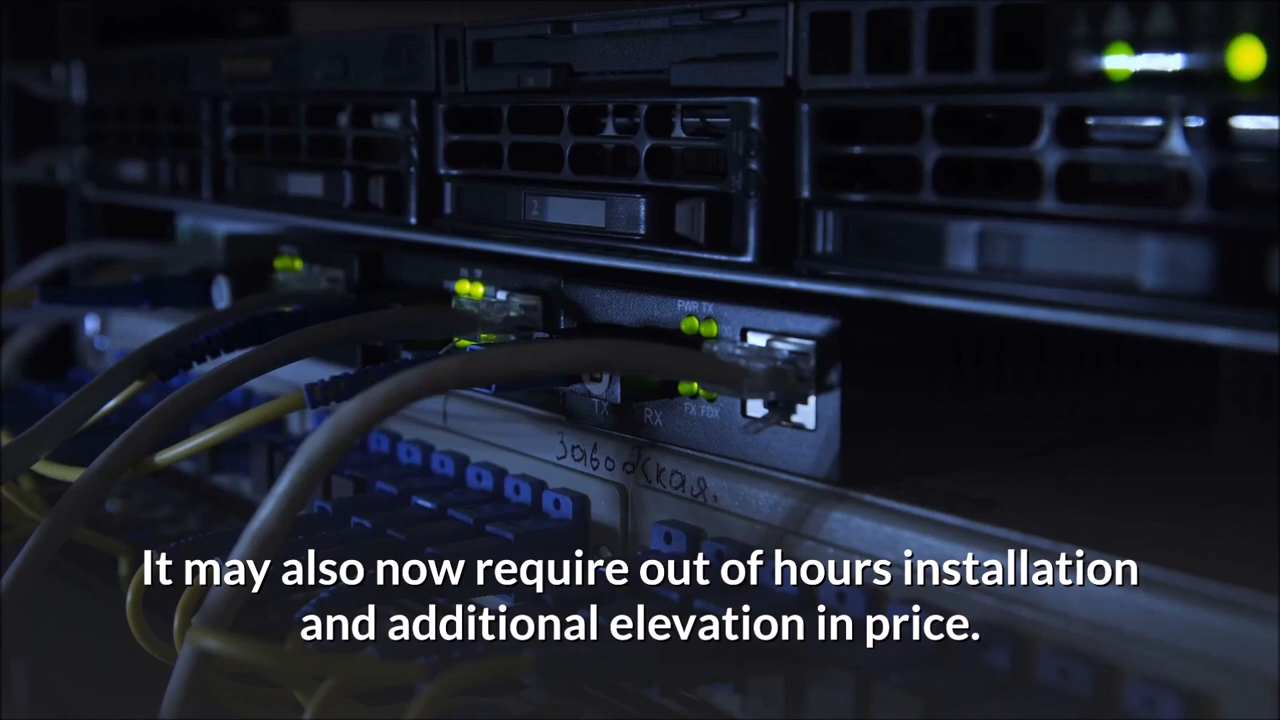 2
PWR TX
TX
RX
FX FDX
Заводская.
It may also now require out of hours installation
and additional elevation in price.